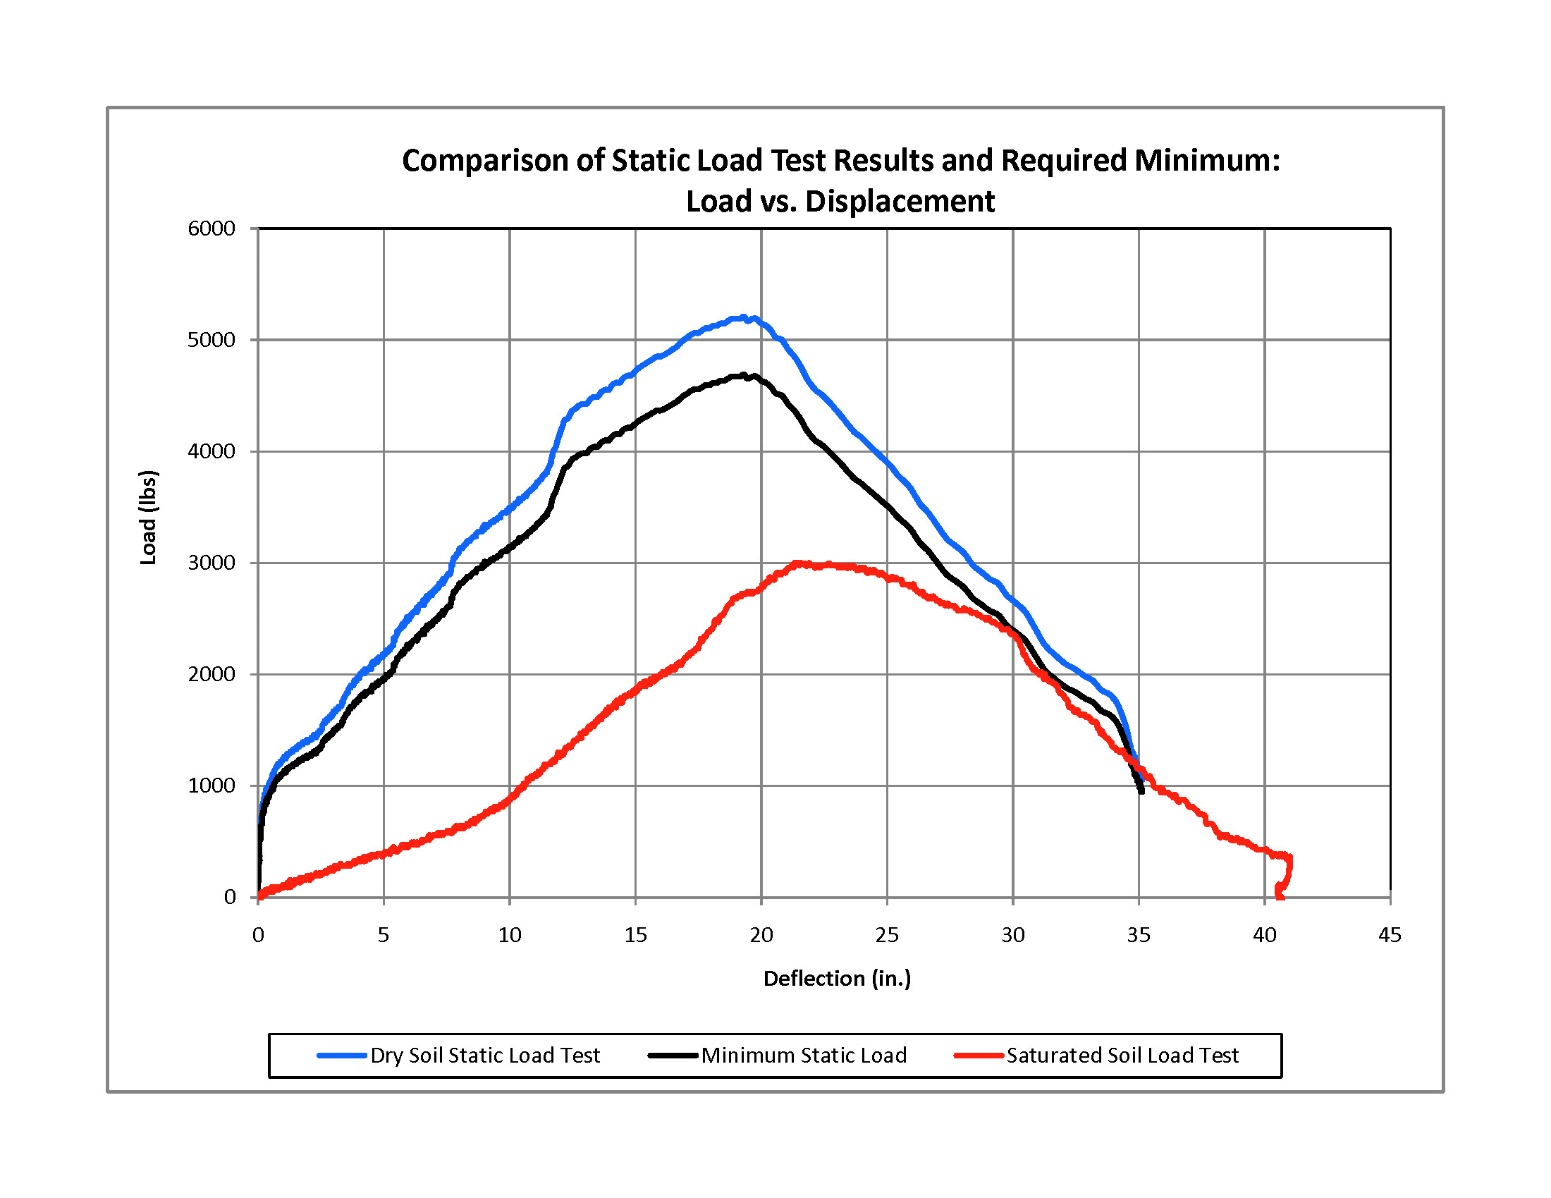 Comparison of Static Load Test Results and Required Minimum:
Load vs. Displacement
6000
5000
4000
3000
2000
1000
0
Load (lbs)
0 5 10 15 20 25 30 35 40 45
Deflection (in.)
Dry Soil Static Load Test Minimum Static Load Saturated Soil Load Test